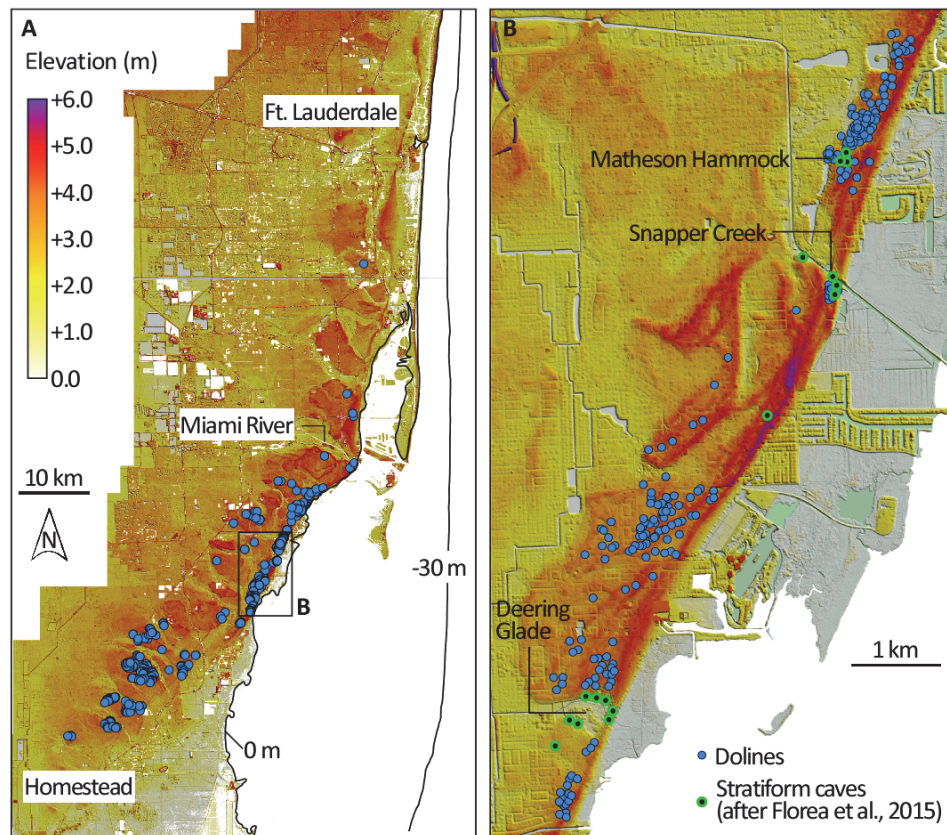 A
Elevation (m)
+6.0
+5.0
+4.0
+3.0
+2.0
+1.0
0.0
Ft. Lauderdale
Miami River
10 km
N
-30 m
B
0 m
Homestead
B
Matheson Hammock
Snapper Creek
Deering
Glade
1 km
Dolines
Stratiform caves
(after Florea et al., 2015)